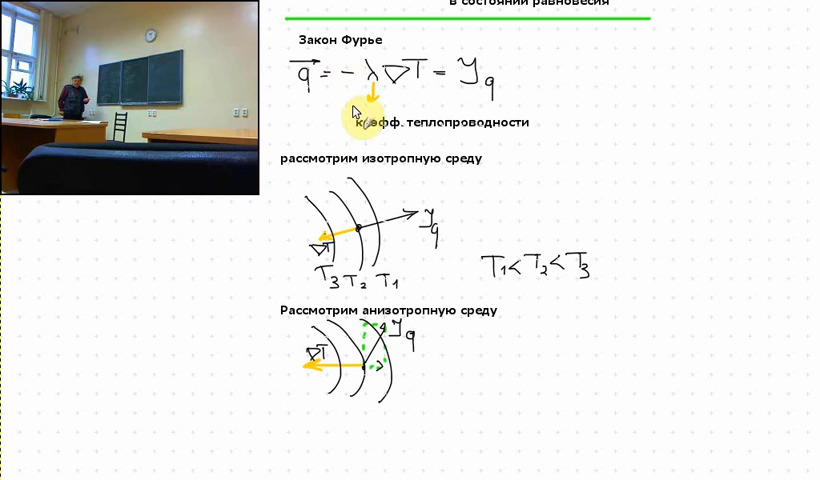 в состоянии равновесия
Закон Фурье
q = - λ∇T = Jq
коэфф. теплопроводности
рассмотрим изотропную среду
Jq
∇T
T3 T2 T1
T1 < T2 < T3
Рассмотрим анизотропную среду
Jq
∇T